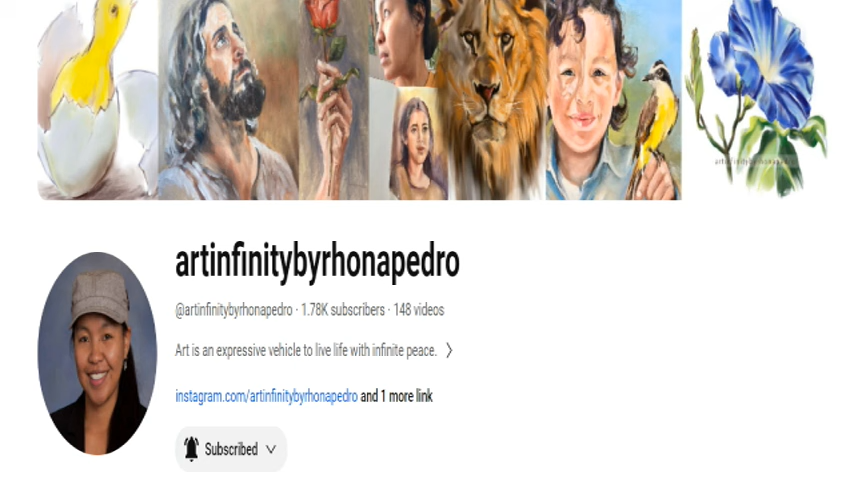 artinfinitybyrhonapedro
@artinfinitybyrhonapedro · 1.78K subscribers · 148 videos
Art is an expressive vehicle to live life with infinite peace.
instagram.com/artinfinitybyrhonapedro and 1 more link
Subscribed